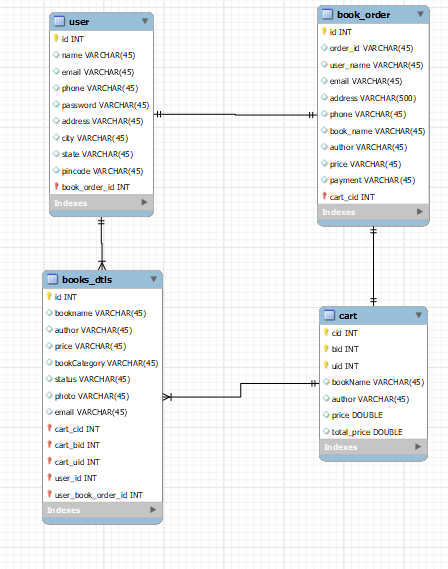 user
id INT
name VARCHAR(45)
email VARCHAR(45)
phone VARCHAR(45)
password VARCHAR(45)
address VARCHAR(45)
city VARCHAR(45)
state VARCHAR(45)
pincode VARCHAR(45)
book_order_id INT
Indexes
book_order
id INT
order_id VARCHAR(45)
user_name VARCHAR(45)
email VARCHAR(45)
address VARCHAR(500)
phone VARCHAR(45)
book_name VARCHAR(45)
author VARCHAR(45)
price VARCHAR(45)
payment VARCHAR(45)
cart_cid INT
Indexes
books_dtls
id INT
bookname VARCHAR(45)
author VARCHAR(45)
price VARCHAR(45)
bookCategory VARCHAR(45)
status VARCHAR(45)
photo VARCHAR(45)
email VARCHAR(45)
cart_cid INT
cart_bid INT
cart_uid INT
user_id INT
user_book_order_id INT
Indexes
cart
cid INT
bid INT
uid INT
bookName VARCHAR(45)
author VARCHAR(45)
price DOUBLE
total_price DOUBLE
Indexes